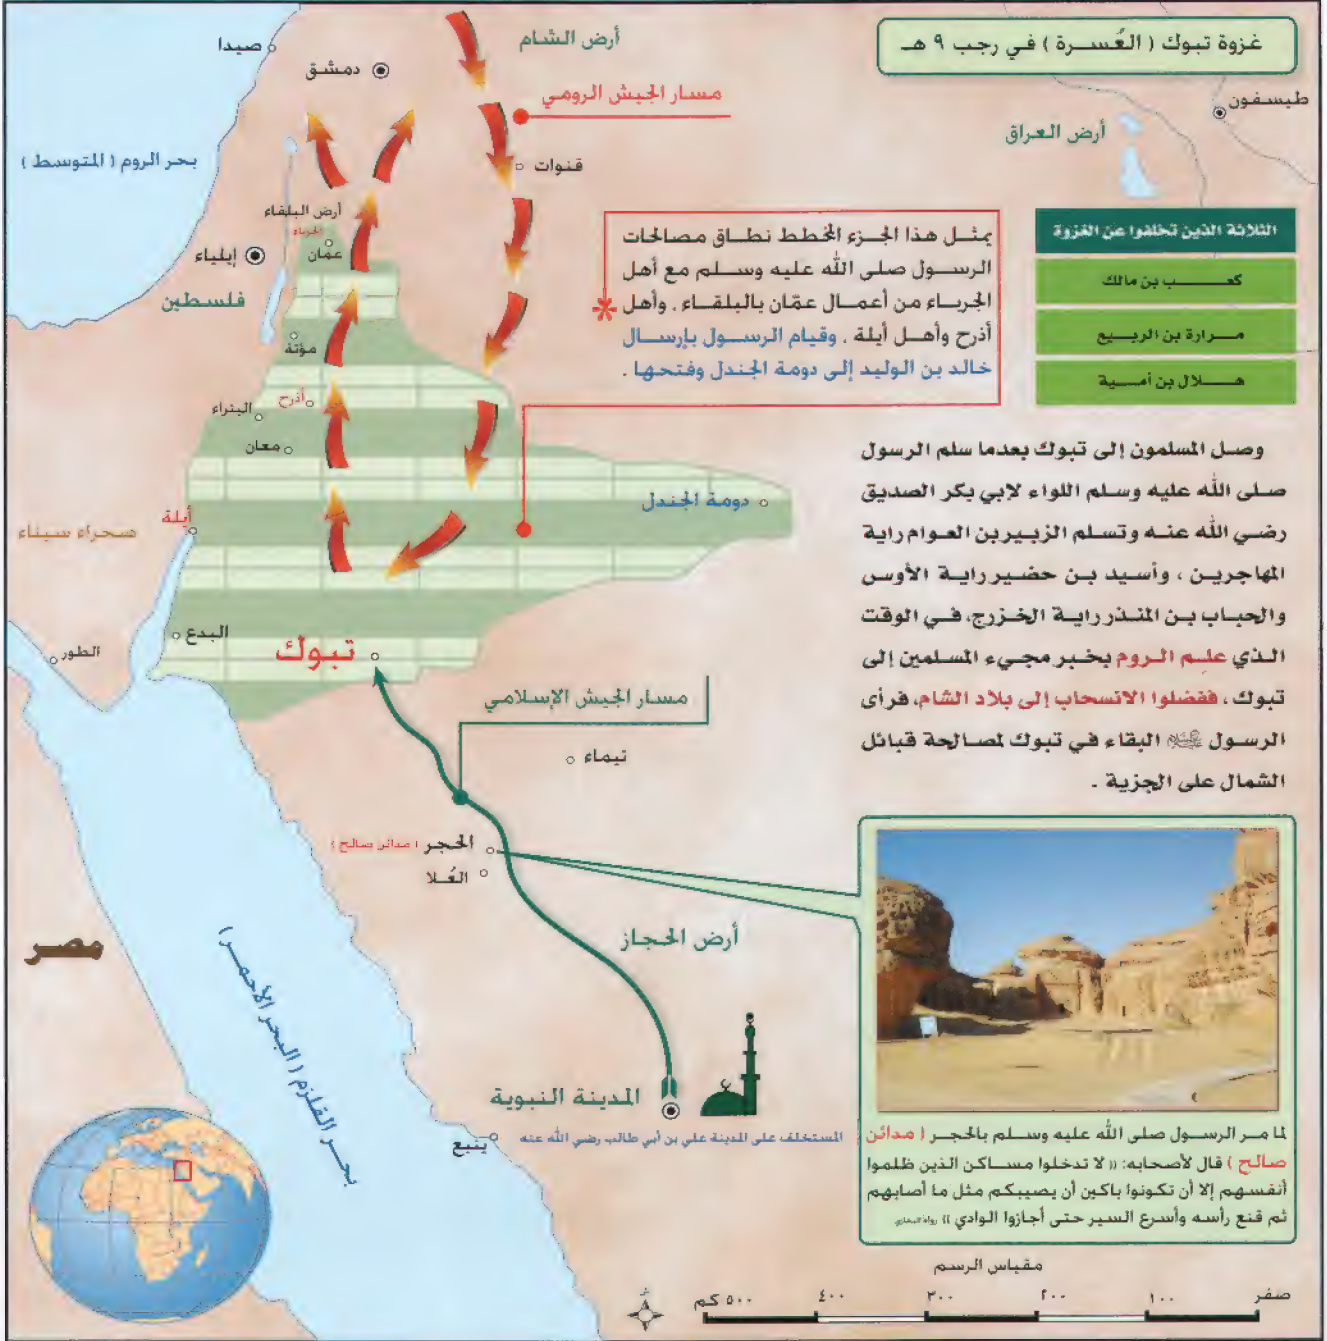 غزوة تبوك ( العُسـرة ) في رجب ٩ هـ
أرض الشام
صيدا
دمشق
مسار الجيش الرومي
طيسفون
أرض العراق
بحر الروم ( المتوسط )
قنوات
أرض البلقاء
الجرباء
عمّان
إيلياء
فلسطين
مؤتة
أذرح
البتراء
معان
دومة الجندل
أيلة
صحراء سيناء
البدع
الطور
تبوك
يمثل هذا الجزء المخطط نطاق مصالحات
الرسول صلى الله عليه وسلم مع أهل
الجرباء من أعمال عمّان بالبلقاء . وأهل
أذرح وأهل أيلة . وقيام الرسول بإرسال
خالد بن الوليد إلى دومة الجندل وفتحها .
*
الثلاثة الذين تخلفوا عن الغزوة
كعب بن مالك
مرارة بن الربيع
هلال بن أمية
وصل المسلمون إلى تبوك بعدما سلم الرسول
صلى الله عليه وسلم اللواء لابي بكر الصديق
رضي الله عنه وتسلم الزبير بن العوام راية
المهاجرين ، وأسيد بن حضير راية الأوس
والحباب بن المنذر راية الخزرج، في الوقت
الذي علم الروم بخبر مجيء المسلمين إلى
تبوك ، ففضلوا الانسحاب إلى بلاد الشام، فرأى
الرسول ﷺ البقاء في تبوك لمصالحة قبائل
الشمال على الجزية .
مسار الجيش الإسلامي
تيماء
الحجر ( مدائن صالح )
العُلا
أرض الحجاز
مصر
بحر القلزم ( البحر الأحمر )
المدينة النبوية
المستخلف على المدينة علي بن أبي طالب رضي الله عنه
ينبع
لما مر الرسول صلى الله عليه وسلم بالحجر ( مدائن
صالح ) قال لأصحابه: (( لا تدخلوا مساكن الذين ظلموا
أنفسهم إلا أن تكونوا باكين أن يصيبكم مثل ما أصابهم
ثم قنع رأسه وأسرع السير حتى أجازوا الوادي )) رواه البخاري
مقياس الرسم
صفر ١٠٠ ٢٠٠ ٣٠٠ ٤٠٠ ٥٠٠ كم